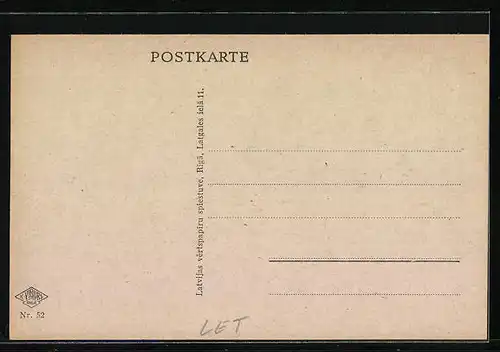 POSTKARTE
Latvijas vērtspapīru spiestuve, Rīgā, Latgales ielā 11.
Nr. 52
LET